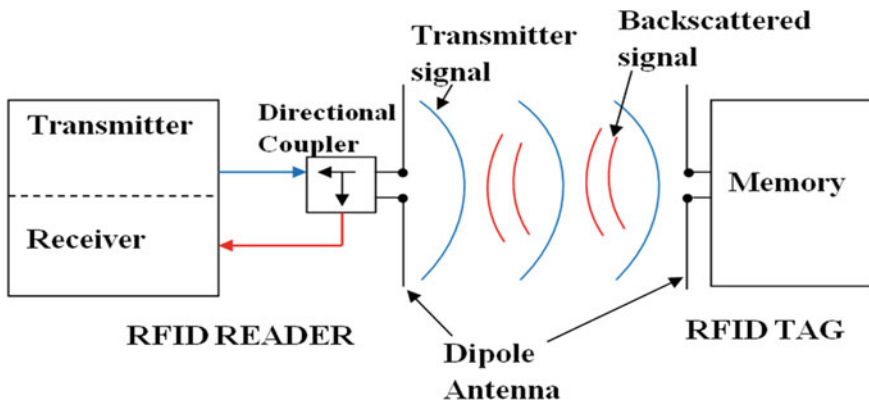 Transmitter
signal
Backscattered
signal
Directional
Coupler
Transmitter
Receiver
Memory
RFID READER
RFID TAG
Dipole
Antenna